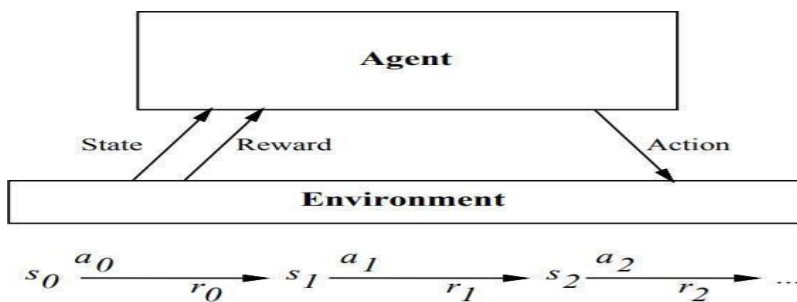 Agent
State Reward Action
Environment
s0 a0 r0 s1 a1 r1 s2 a2 r2 ...